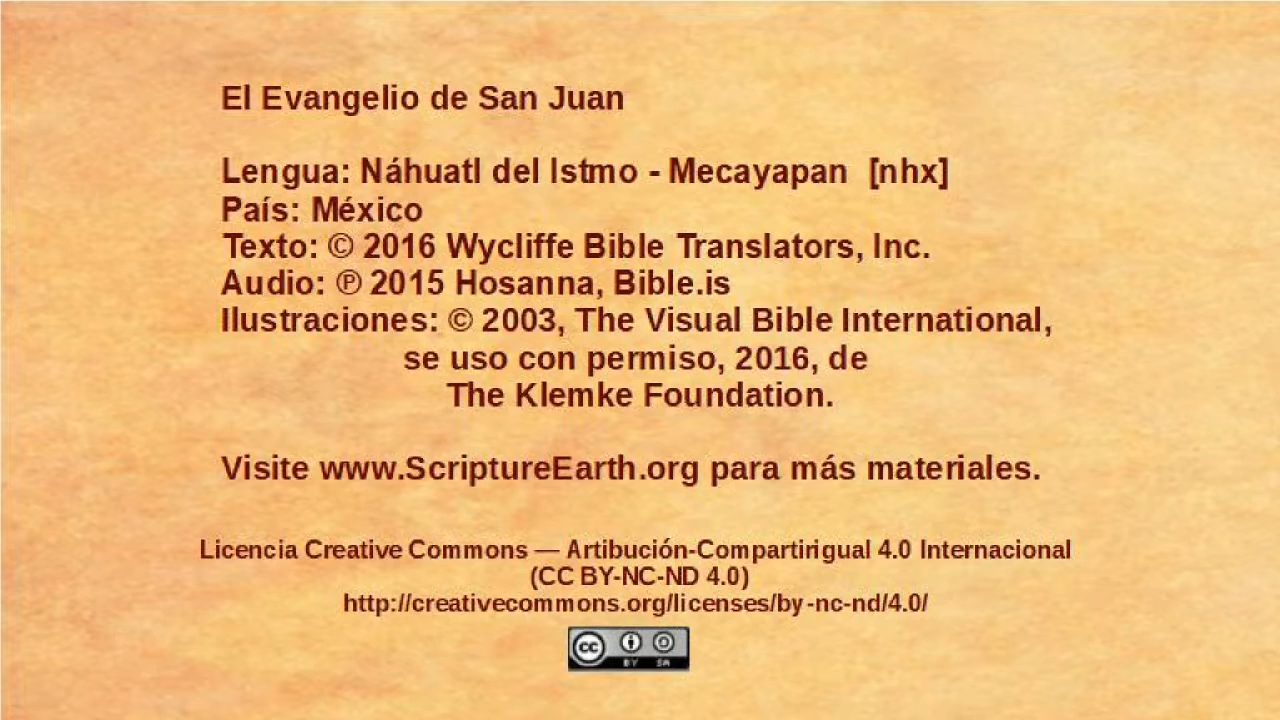 El Evangelio de San Juan
Lengua: Náhuatl del Istmo - Mecayapan [nhx]
País: México
Texto: © 2016 Wycliffe Bible Translators, Inc.
Audio: ℗ 2015 Hosanna, Bible.is
Ilustraciones: © 2003, The Visual Bible International,
se uso con permiso, 2016, de
The Klemke Foundation.
Visite www.ScriptureEarth.org para más materiales.
Licencia Creative Commons — Artibución-Compartirigual 4.0 Internacional
(CC BY-NC-ND 4.0)
http://creativecommons.org/licenses/by-nc-nd/4.0/
cc BY SA